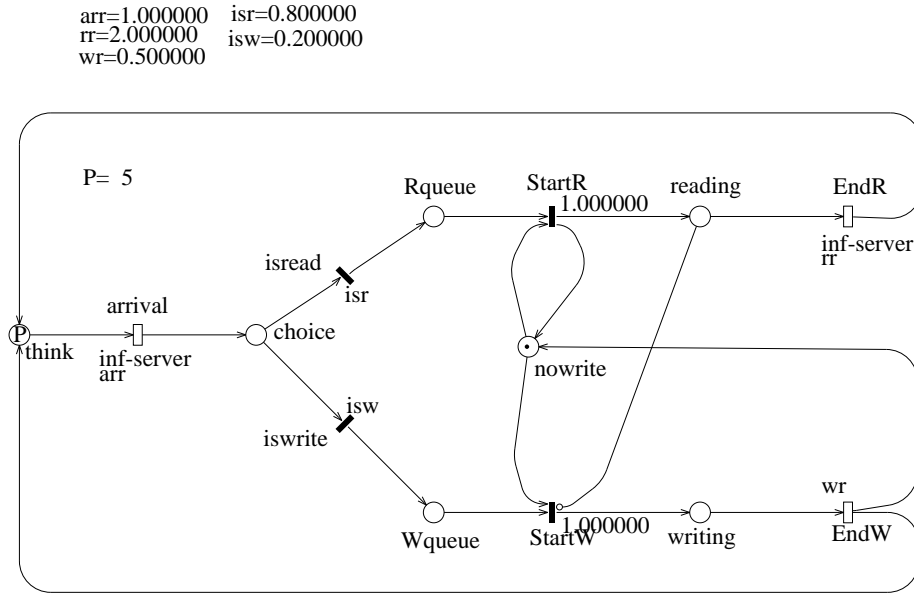 arr=1.000000 isr=0.800000
rr=2.000000 isw=0.200000
wr=0.500000
P= 5
Rqueue
StartR
1.000000
reading
EndR
inf-server
rr
isread
isr
arrival
P
think
inf-server
arr
choice
nowrite
isw
iswrite
wr
Wqueue
StartW
1.000000
writing
EndW